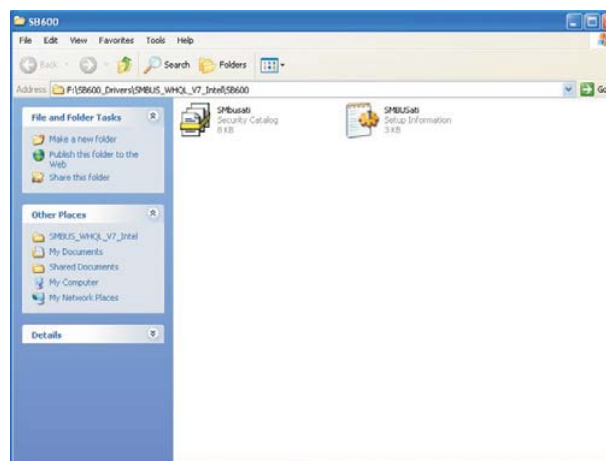 SB600
File Edit View Favorites Tools Help
Back Search Folders
Address F:\SB600_Drivers\SMBUS_WHQL_V7_Intel\SB600 Go
File and Folder Tasks
Make a new folder
Publish this folder to the
Web
Share this folder
Other Places
SMBUS_WHQL_V7_Intel
My Documents
Shared Documents
My Computer
My Network Places
Details
SMbusati
Security Catalog
8 KB
SMBUSati
Setup Information
3 KB